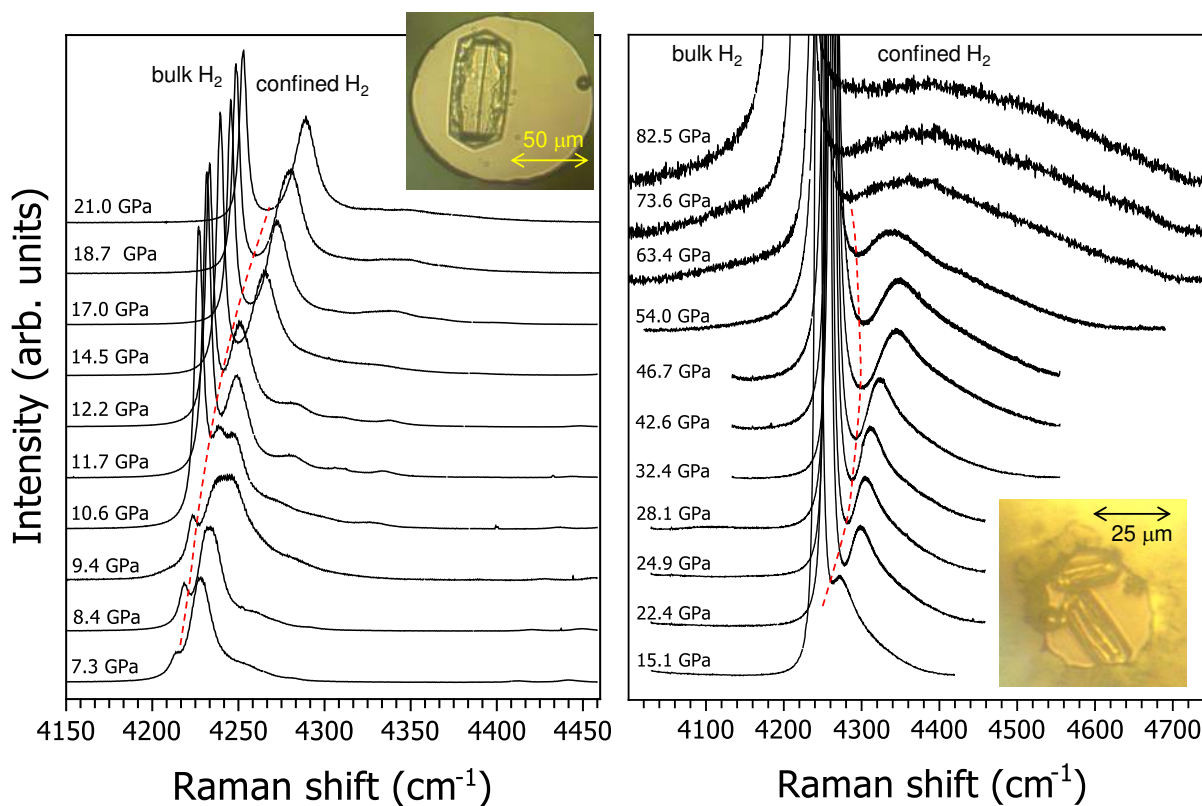 bulk H2
confined H2
50 μm
21.0 GPa
18.7 GPa
17.0 GPa
14.5 GPa
12.2 GPa
11.7 GPa
10.6 GPa
9.4 GPa
8.4 GPa
7.3 GPa
Intensity (arb. units)
4150 4200 4250 4300 4350 4400 4450
Raman shift (cm-1)
bulk H2
confined H2
82.5 GPa
73.6 GPa
63.4 GPa
54.0 GPa
46.7 GPa
42.6 GPa
32.4 GPa
28.1 GPa
24.9 GPa
22.4 GPa
15.1 GPa
25 μm
4100 4200 4300 4400 4500 4600 4700
Raman shift (cm-1)